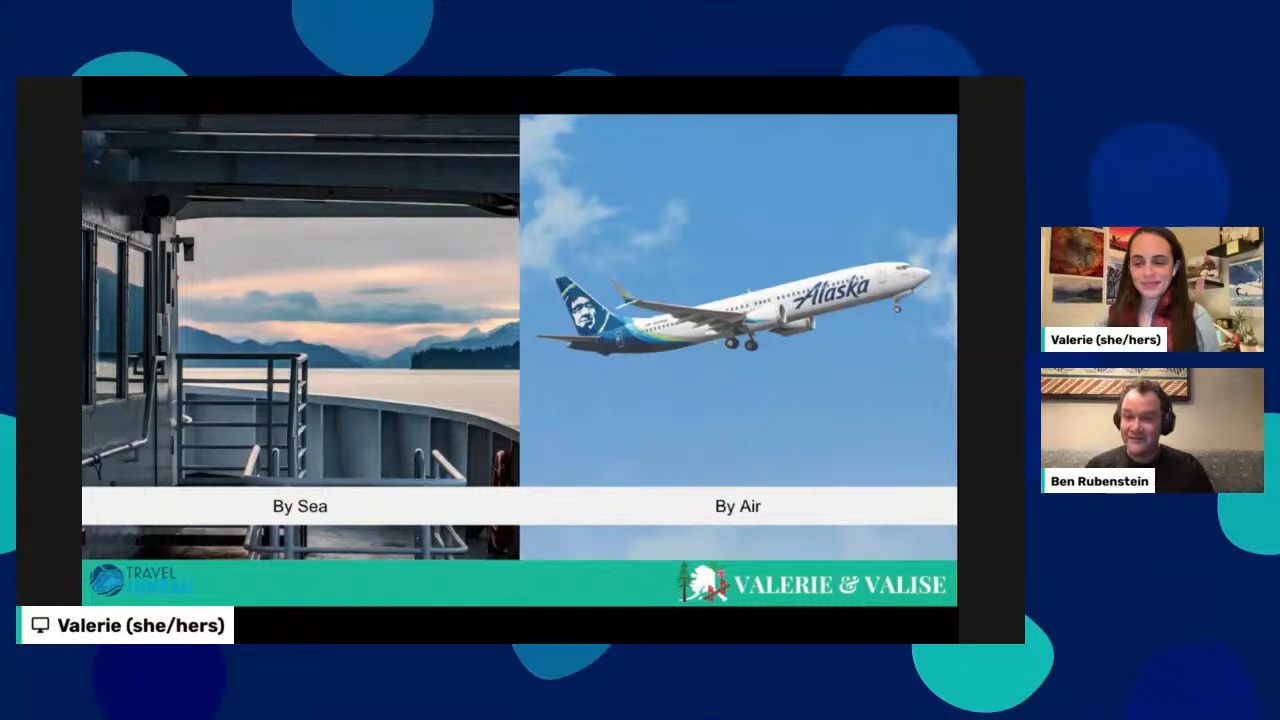 Alaska
By Sea
By Air
TRAVEL
VALERIE & VALISE
Valerie (she/hers)
Valerie (she/hers)
Ben Rubenstein